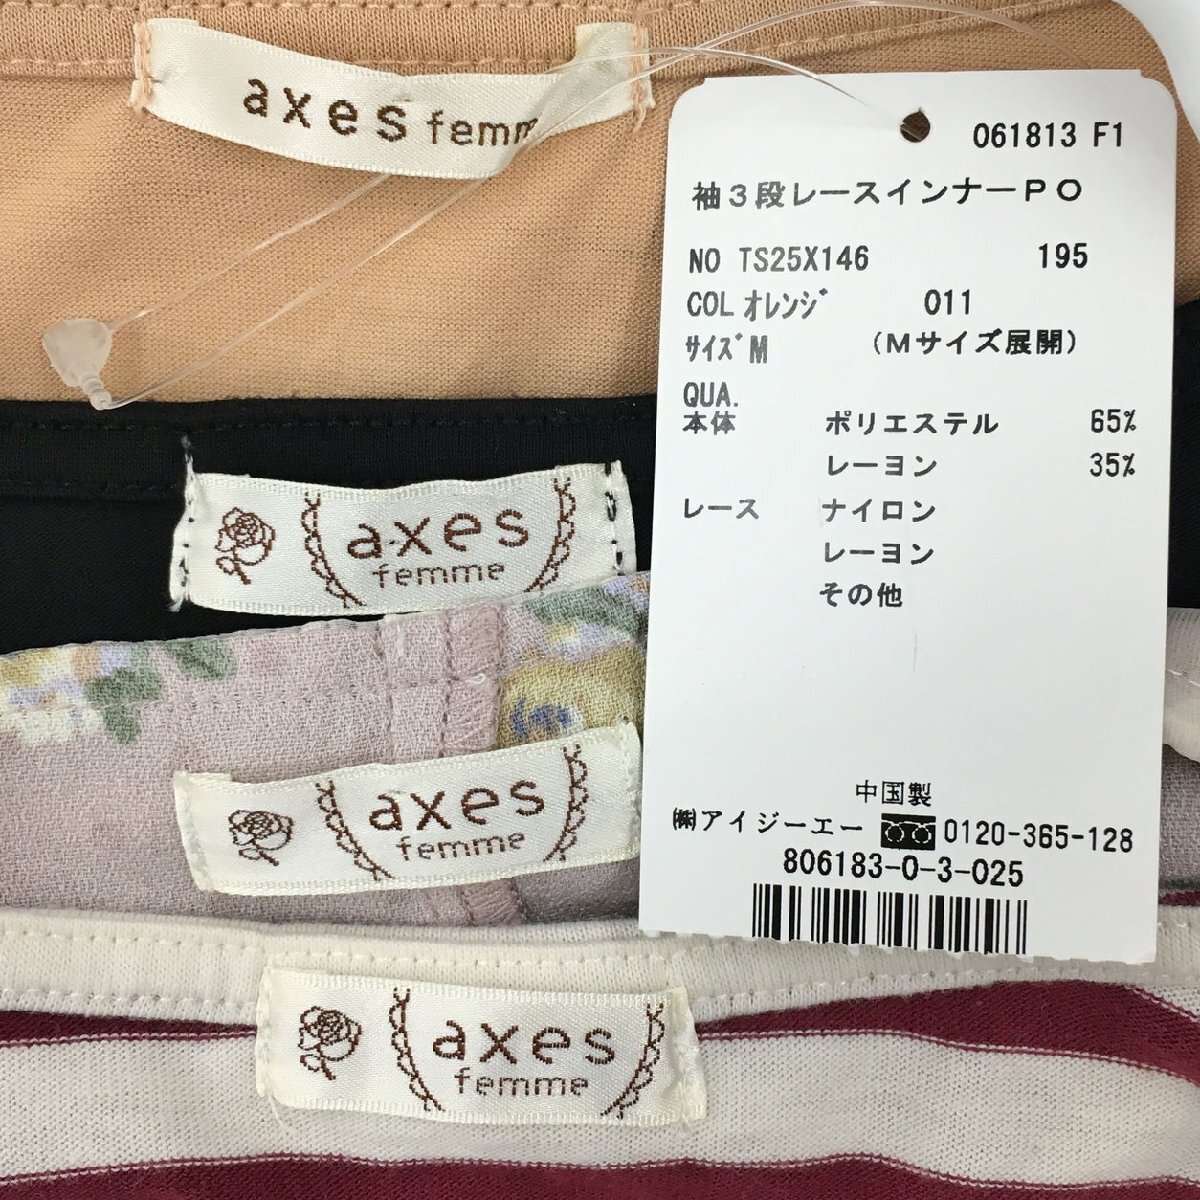 axes femm
061813 F1
袖3段レースインナーPO
NO TS25X146 195
COL オレンジ 011
サイズ M (Mサイズ展開)
QUA.
本体 ポリエステル 65%
レーヨン 35%
レース ナイロン
レーヨン
その他
中国製
㈱アイジーエー 0120-365-128
806183-0-3-025
axes
femme
axes
femme
axes
femme